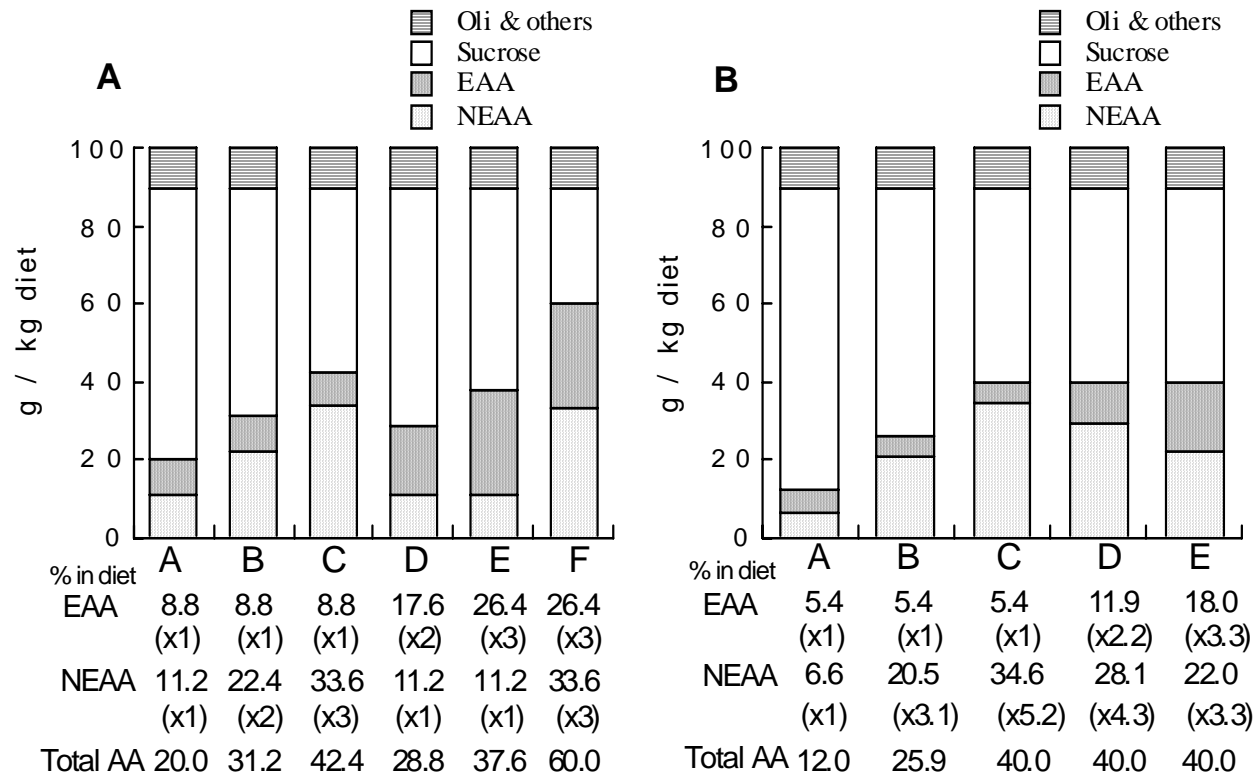 Oli & others
Sucrose
EAA
NEAA
A
g / kg diet
100
80
60
40
20
0
A B C D E F
% in diet
EAA 8.8 8.8 8.8 17.6 26.4 26.4
(x1) (x1) (x1) (x2) (x3) (x3)
NEAA 11.2 22.4 33.6 11.2 11.2 33.6
(x1) (x2) (x3) (x1) (x1) (x3)
Total AA 20.0 31.2 42.4 28.8 37.6 60.0
Oli & others
Sucrose
EAA
NEAA
B
g / kg diet
100
80
60
40
20
0
A B C D E
% in diet
EAA 5.4 5.4 5.4 11.9 18.0
(x1) (x1) (x1) (x2.2) (x3.3)
NEAA 6.6 20.5 34.6 28.1 22.0
(x1) (x3.1) (x5.2) (x4.3) (x3.3)
Total AA 12.0 25.9 40.0 40.0 40.0